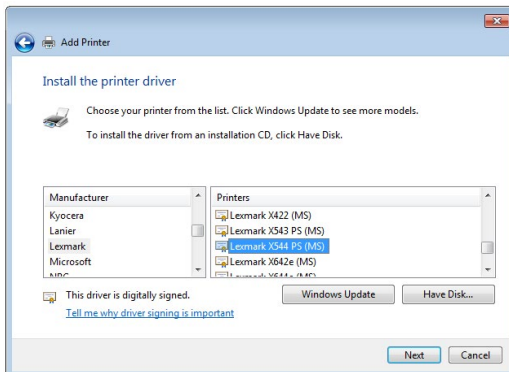 Add Printer
Install the printer driver
Choose your printer from the list. Click Windows Update to see more models.
To install the driver from an installation CD, click Have Disk.
Manufacturer
Kyocera
Lanier
Lexmark
Microsoft
Printers
Lexmark X422 (MS)
Lexmark X543 PS (MS)
Lexmark X544 PS (MS)
Lexmark X642e (MS)
This driver is digitally signed.
Tell me why driver signing is important
Windows Update
Have Disk...
Next
Cancel